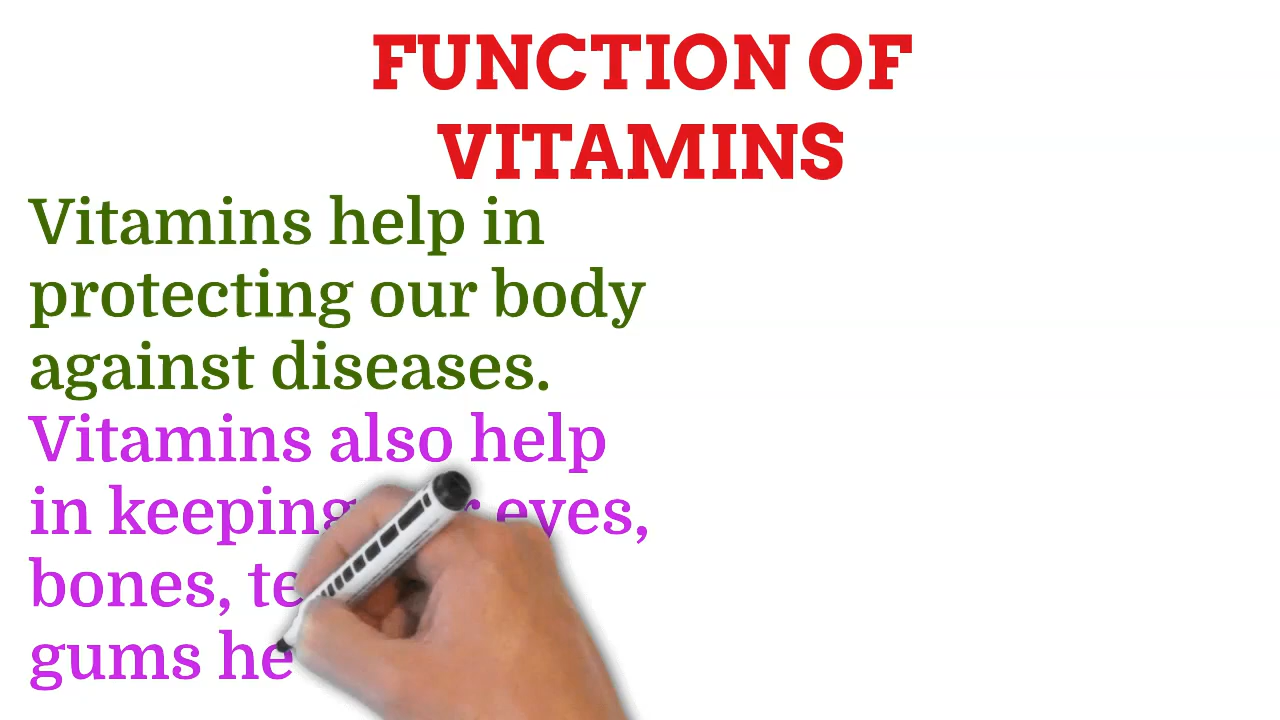 FUNCTION OF
VITAMINS
Vitamins help in
protecting our body
against diseases.
Vitamins also help
in keeping eyes,
bones,
gums he